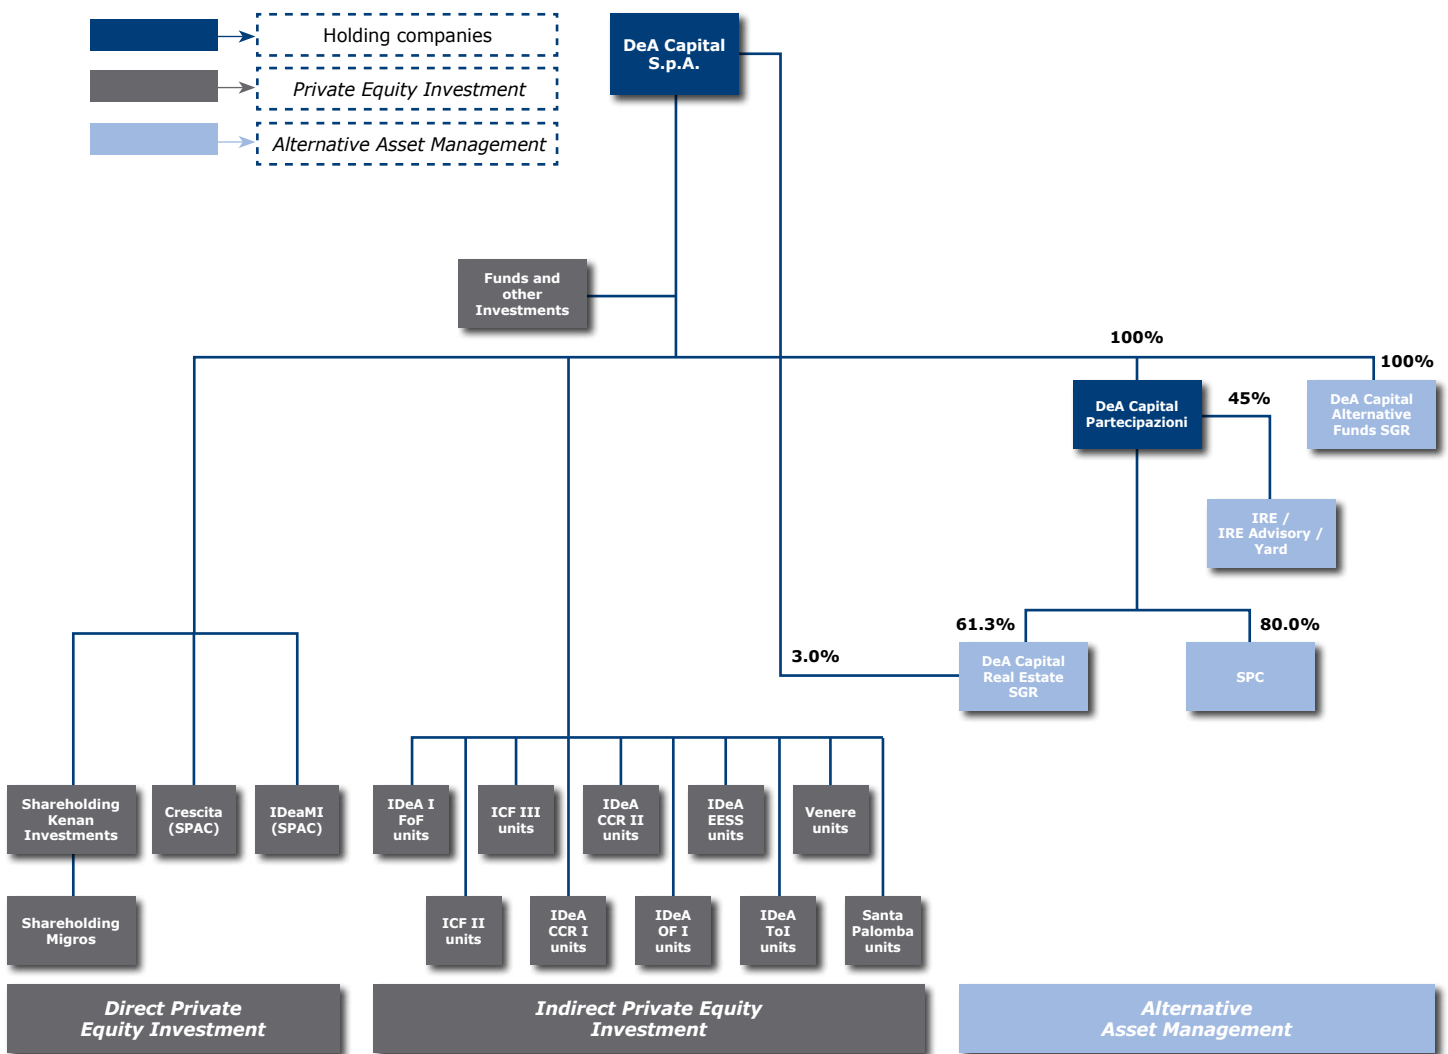 Holding companies
Private Equity Investment
Alternative Asset Management
DeA Capital
S.p.A.
Funds and
other
Investments
100%
100%
DeA Capital
Partecipazioni
45%
DeA Capital
Alternative
Funds SGR
IRE /
IRE Advisory /
Yard
61.3%
80.0%
3.0%
DeA Capital
Real Estate
SGR
SPC
Shareholding
Kenan
Investments
Crescita
(SPAC)
IDeaMI
(SPAC)
IDeA I
FoF
units
ICF III
units
IDeA
CCR II
units
IDeA
EESS
units
Venere
units
Shareholding
Migros
ICF II
units
IDeA
CCR I
units
IDeA
OF I
units
IDeA
ToI
units
Santa
Palomba
units
Direct Private
Equity Investment
Indirect Private Equity
Investment
Alternative
Asset Management